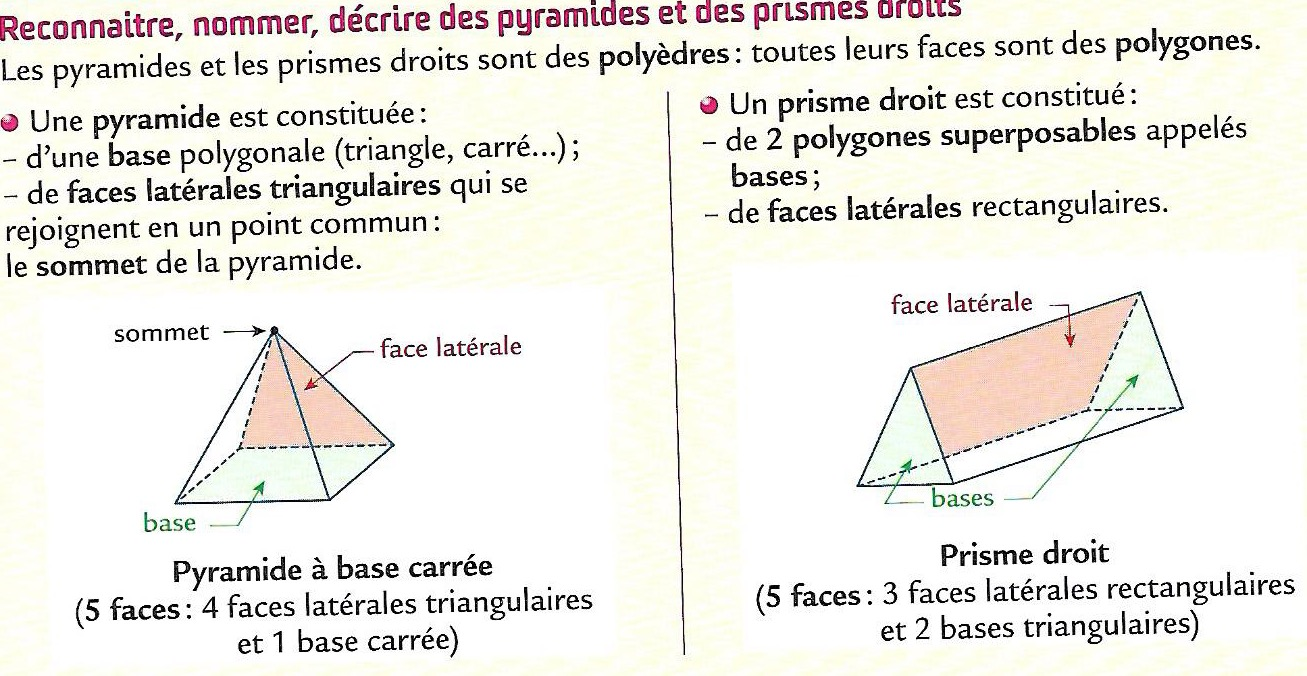 Reconnaitre, nommer, décrire des pyramides et des prismes droits
Les pyramides et les prismes droits sont des polyèdres : toutes leurs faces sont des polygones.
Une pyramide est constituée :
– d'une base polygonale (triangle, carré...) ;
– de faces latérales triangulaires qui se
rejoignent en un point commun :
le sommet de la pyramide.
sommet
face latérale
base
Pyramide à base carrée
(5 faces : 4 faces latérales triangulaires
et 1 base carrée)
Un prisme droit est constitué :
– de 2 polygones superposables appelés
bases ;
– de faces latérales rectangulaires.
face latérale
bases
Prisme droit
(5 faces : 3 faces latérales rectangulaires
et 2 bases triangulaires)